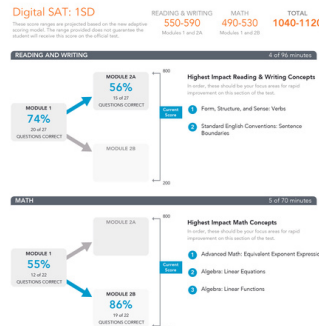 Digital SAT: 1SD
These score ranges are projected based on the new adaptive
scoring model. The range provided does not guarantee the
student will receive this score on the official test.
READING & WRITING
550-590
Modules 1 and 2A
MATH
490-530
Modules 1 and 2B
TOTAL
1040-1120
READING AND WRITING
4 of 96 minutes
MODULE 1
74%
20 of 27
QUESTIONS CORRECT
MODULE 2A
56%
15 of 27
QUESTIONS CORRECT
MODULE 2B
800
Current
Score
200
Highest Impact Reading & Writing Concepts
In order, these should be your focus areas for rapid
improvement on this section of the test.
1 Form, Structure, and Sense: Verbs
2 Standard English Conventions: Sentence
Boundaries
MATH
5 of 70 minutes
MODULE 1
55%
12 of 22
QUESTIONS CORRECT
MODULE 2A
MODULE 2B
86%
19 of 22
QUESTIONS CORRECT
800
Current
Score
Highest Impact Math Concepts
In order, these should be your focus areas for rapid
improvement on this section of the test.
1 Advanced Math: Equivalent Exponent Expressio
2 Algebra: Linear Equations
3 Algebra: Linear Functions